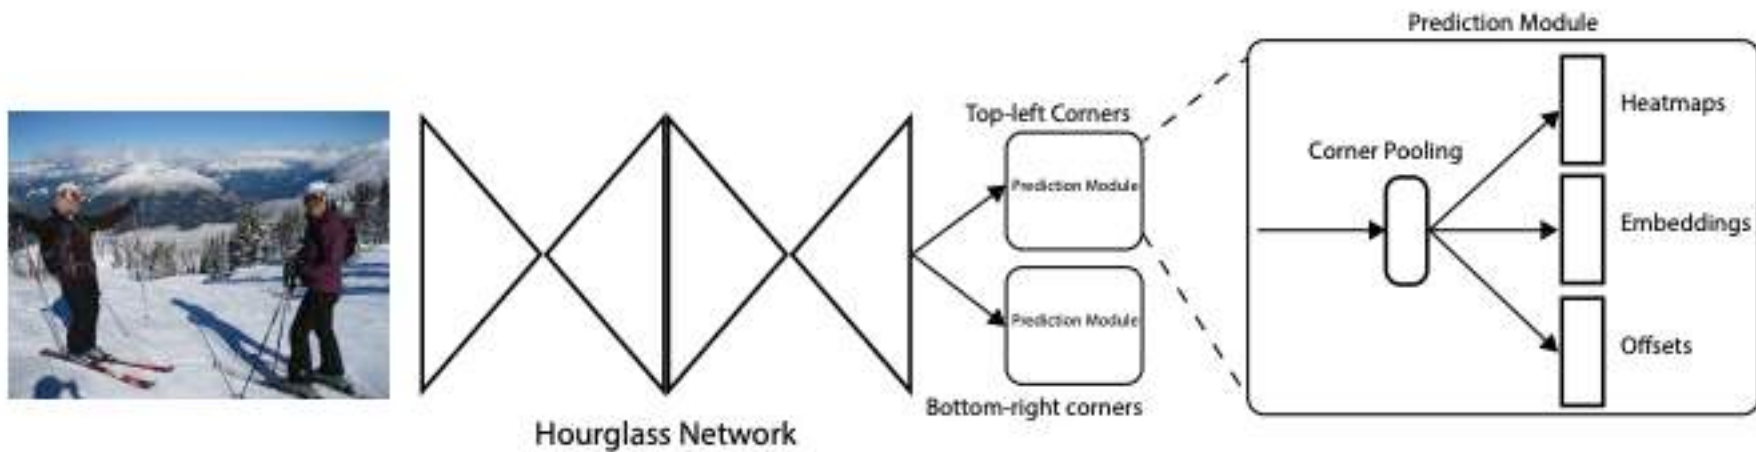 Prediction Module
Top-left Corners
Heatmaps
Corner Pooling
Prediction Module
Embeddings
Prediction Module
Offsets
Bottom-right corners
Hourglass Network